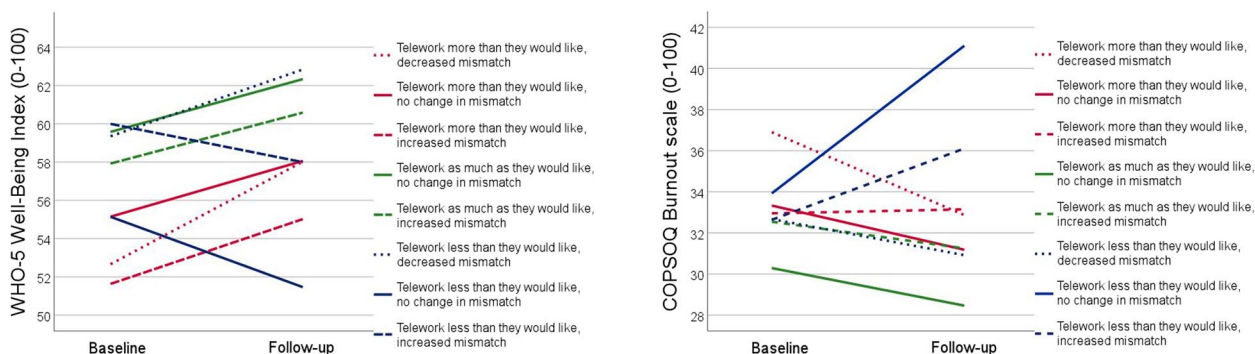 WHO-5 Well-Being Index (0-100)
64
62
60
58
56
54
52
50
Baseline
Follow-up
Telework more than they would like,
decreased mismatch
Telework more than they would like,
no change in mismatch
Telework more than they would like,
increased mismatch
Telework as much as they would like,
no change in mismatch
Telework as much as they would like,
increased mismatch
Telework less than they would like,
decreased mismatch
Telework less than they would like,
no change in mismatch
Telework less than they would like,
increased mismatch
COPSOQ Burnout scale (0-100)
42
40
38
36
34
32
30
28
Baseline
Follow-up
Telework more than they would like,
decreased mismatch
Telework more than they would like,
no change in mismatch
Telework more than they would like,
increased mismatch
Telework as much as they would like,
no change in mismatch
Telework as much as they would like,
increased mismatch
Telework less than they would like,
decreased mismatch
Telework less than they would like,
no change in mismatch
Telework less than they would like,
increased mismatch